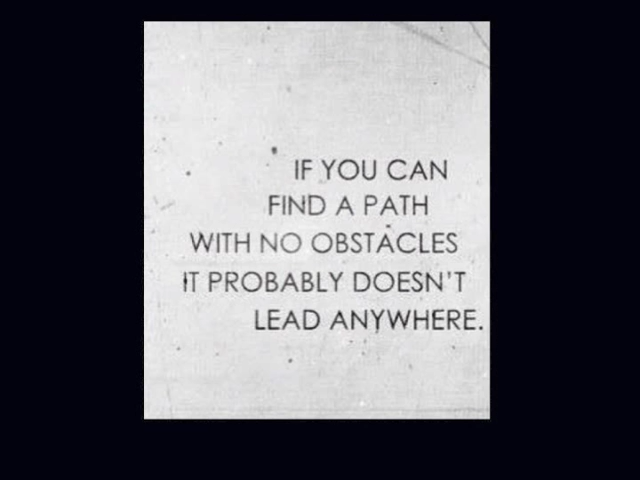 IF YOU CAN
FIND A PATH
WITH NO OBSTACLES
IT PROBABLY DOESN'T
LEAD ANYWHERE.